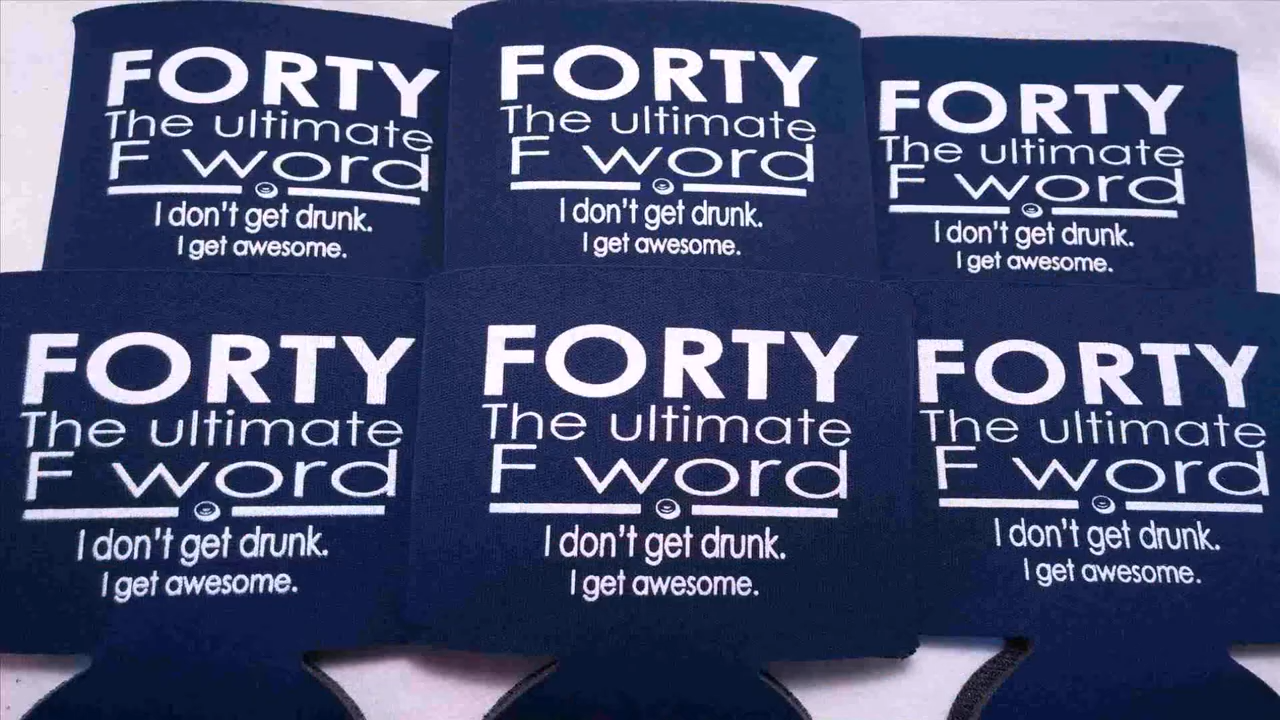 FORTY
The ultimate
F word
I don't get drunk.
I get awesome.
FORTY
The ultimate
F word
I don't get drunk.
I get awesome.
FORTY
The ultimate
F word
I don't get drunk.
I get awesome.
FORTY
The ultimate
F word
I don't get drunk.
I get awesome.
FORTY
The ultimate
F word
I don't get drunk.
I get awesome.
FORTY
The ultimate
F word
I don't get drunk.
I get awesome.